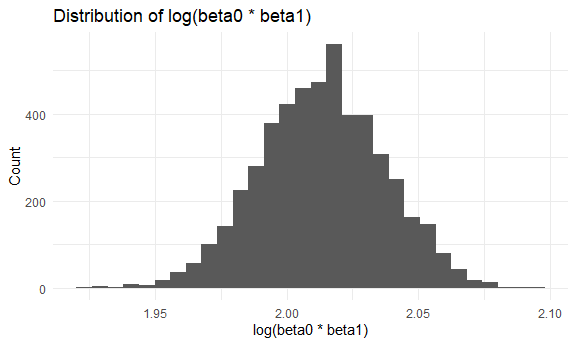 Distribution of log(beta0 * beta1)
Count
400
200
0
1.95
2.00
2.05
2.10
log(beta0 * beta1)